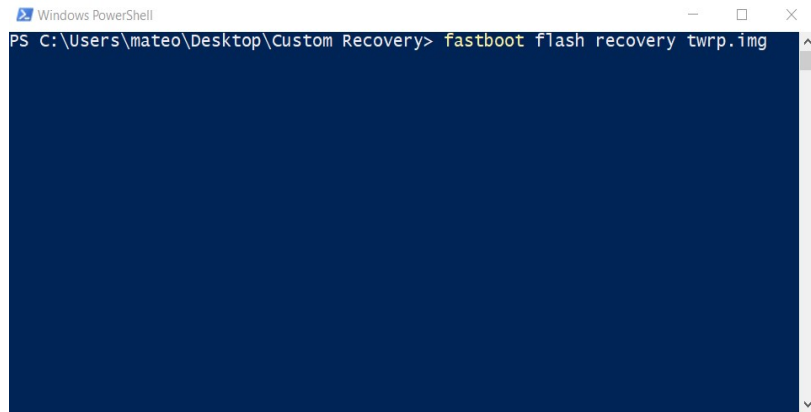 Windows PowerShell
PS C:\Users\mateo\Desktop\Custom Recovery> fastboot flash recovery twrp.img